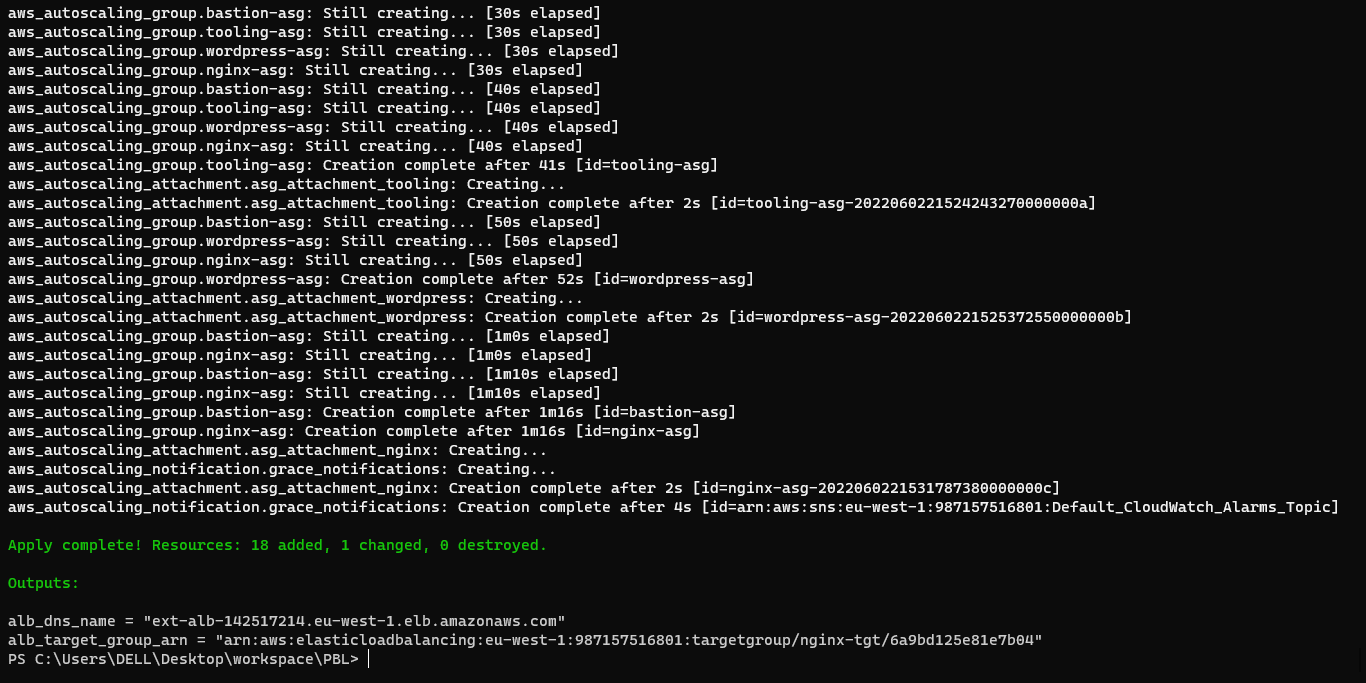 aws_autoscaling_group.bastion-asg: Still creating... [30s elapsed]
aws_autoscaling_group.tooling-asg: Still creating... [30s elapsed]
aws_autoscaling_group.wordpress-asg: Still creating... [30s elapsed]
aws_autoscaling_group.nginx-asg: Still creating... [30s elapsed]
aws_autoscaling_group.bastion-asg: Still creating... [40s elapsed]
aws_autoscaling_group.tooling-asg: Still creating... [40s elapsed]
aws_autoscaling_group.wordpress-asg: Still creating... [40s elapsed]
aws_autoscaling_group.nginx-asg: Still creating... [40s elapsed]
aws_autoscaling_group.tooling-asg: Creation complete after 41s [id=tooling-asg]
aws_autoscaling_attachment.asg_attachment_tooling: Creating...
aws_autoscaling_attachment.asg_attachment_tooling: Creation complete after 2s [id=tooling-asg-20220602215242432700000000a]
aws_autoscaling_group.bastion-asg: Still creating... [50s elapsed]
aws_autoscaling_group.wordpress-asg: Still creating... [50s elapsed]
aws_autoscaling_group.nginx-asg: Still creating... [50s elapsed]
aws_autoscaling_group.wordpress-asg: Creation complete after 52s [id=wordpress-asg]
aws_autoscaling_attachment.asg_attachment_wordpress: Creating...
aws_autoscaling_attachment.asg_attachment_wordpress: Creation complete after 2s [id=wordpress-asg-20220602215253725500000000b]
aws_autoscaling_group.bastion-asg: Still creating... [1m0s elapsed]
aws_autoscaling_group.nginx-asg: Still creating... [1m0s elapsed]
aws_autoscaling_group.bastion-asg: Still creating... [1m10s elapsed]
aws_autoscaling_group.nginx-asg: Still creating... [1m10s elapsed]
aws_autoscaling_group.bastion-asg: Creation complete after 1m16s [id=bastion-asg]
aws_autoscaling_group.nginx-asg: Creation complete after 1m16s [id=nginx-asg]
aws_autoscaling_attachment.asg_attachment_nginx: Creating...
aws_autoscaling_notification.grace_notifications: Creating...
aws_autoscaling_attachment.asg_attachment_nginx: Creation complete after 2s [id=nginx-asg-20220602215317873800000000c]
aws_autoscaling_notification.grace_notifications: Creation complete after 4s [id=arn:aws:sns:eu-west-1:987157516801:Default_CloudWatch_Alarms_Topic]
Apply complete! Resources: 18 added, 1 changed, 0 destroyed.
Outputs:
alb_dns_name = "ext-alb-142517214.eu-west-1.elb.amazonaws.com"
alb_target_group_arn = "arn:aws:elasticloadbalancing:eu-west-1:987157516801:targetgroup/nginx-tgt/6a9bd125e81e7b04"
PS C:\Users\DELL\Desktop\workspace\PBL>